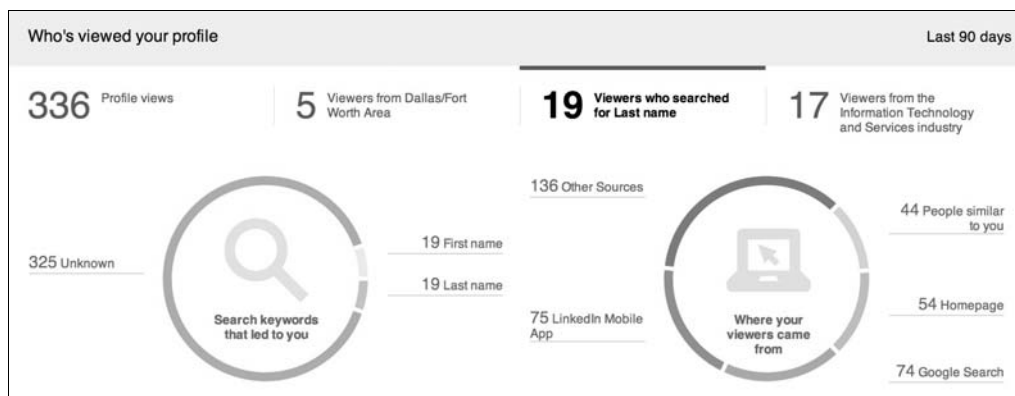 Who's viewed your profile
Last 90 days
336 Profile views
5 Viewers from Dallas/Fort
Worth Area
19 Viewers who searched
for Last name
17 Viewers from the
Information Technology
and Services industry
325 Unknown
19 First name
19 Last name
Search keywords
that led to you
136 Other Sources
44 People similar
to you
75 LinkedIn Mobile
App
54 Homepage
74 Google Search
Where your
viewers came
from